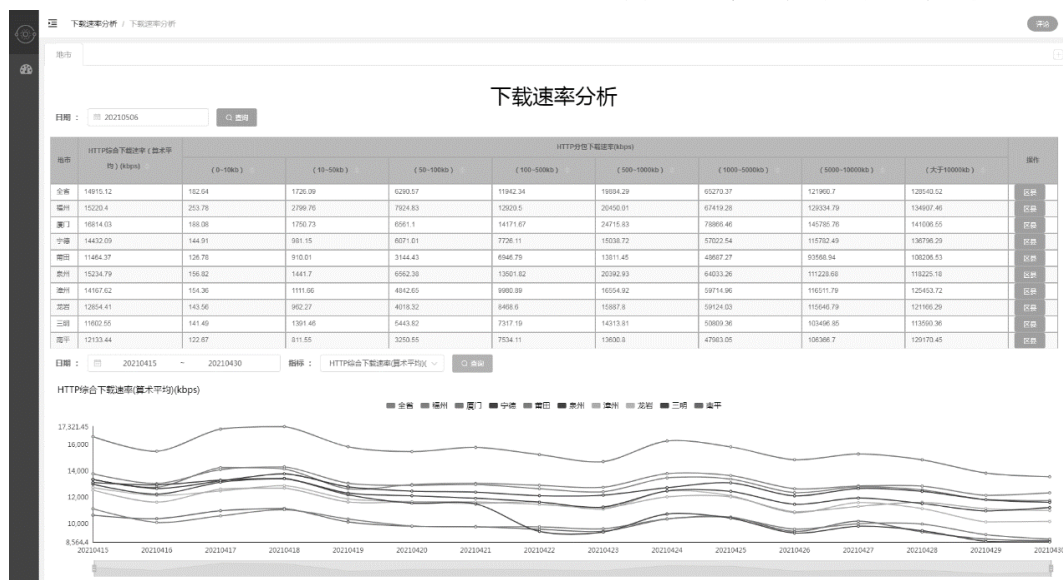 下载速率分析 / 下载速率分析
评论
地市
下载速率分析
日期 : 20210506 查询
地市 HTTP综合下载速率 (算术平均) (kbps) HTTP分包下载速率(kbps) 操作
(0-10kb) (10-50kb) (50-100kb) (100-500kb) (500-1000kb) (1000-5000kb) (5000-10000kb) (大于10000kb)
全省 14915.12 182.64 1726.09 6290.57 11942.34 19884.29 65270.37 121960.7 128540.52 区县
福州 15220.4 253.78 2799.76 7924.83 12920.5 20450.01 67419.28 129334.79 134907.46 区县
厦门 16814.03 188.08 1750.73 6561.1 14171.67 24715.83 78866.46 145785.76 141006.55 区县
宁德 14432.09 144.91 981.15 6071.01 7726.11 15038.72 57022.54 115782.49 136796.29 区县
莆田 11464.37 126.78 910.01 3144.43 6946.79 13811.45 48687.27 93568.94 108206.53 区县
泉州 15234.79 156.82 1441.7 6562.38 13501.82 20392.93 64033.26 111228.68 118225.18 区县
漳州 14167.62 154.36 1111.66 4842.65 9980.89 16554.92 59714.96 116511.79 125453.72 区县
龙岩 12854.41 143.56 962.27 4018.32 8468.6 15887.8 59124.03 115646.79 121166.29 区县
三明 11602.55 141.49 1391.46 5443.82 7317.19 14313.81 50809.36 103496.85 113590.36 区县
南平 12133.44 122.67 811.55 3250.55 7534.11 13600.8 47983.05 106366.7 129170.45 区县
日期 : 20210415 ~ 20210430 指标 : HTTP综合下载速率(算术平均)( 查询
HTTP综合下载速率(算术平均)(kbps)
全省 福州 厦门 宁德 莆田 泉州 漳州 龙岩 三明 南平
17,321.45
16,000
14,000
12,000
10,000
8,564.4
20210415 20210416 20210417 20210418 20210419 20210420 20210421 20210422 20210423 20210424 20210425 20210426 20210427 20210428 20210429 20210430